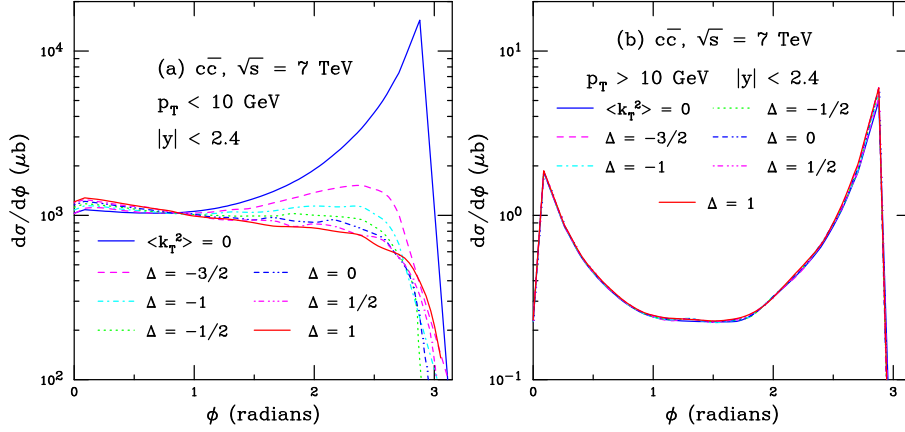 (a) cc̅, √s = 7 TeV
p_T < 10 GeV
|y| < 2.4
<k_T²> = 0
Δ = −3/2
Δ = −1
Δ = −1/2
Δ = 0
Δ = 1/2
Δ = 1
dσ/dφ (μb)
10⁴
10³
10²
0 1 2 3
φ (radians)
(b) cc̅, √s = 7 TeV
p_T > 10 GeV |y| < 2.4
<k_T²> = 0
Δ = −3/2
Δ = −1
Δ = −1/2
Δ = 0
Δ = 1/2
Δ = 1
dσ/dφ (μb)
10¹
10⁰
10⁻¹
0 1 2 3
φ (radians)